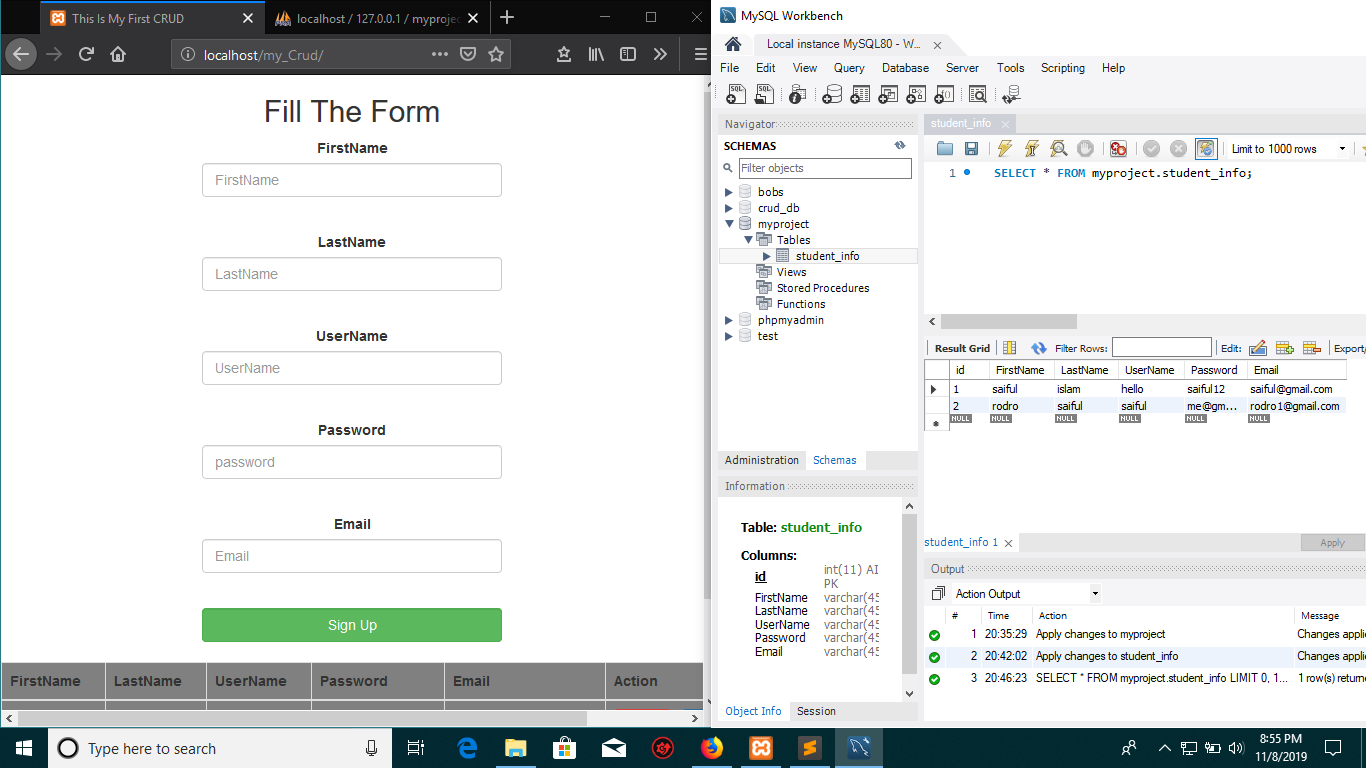 This Is My First CRUD
localhost / 127.0.0.1 / myprojec
localhost/my_Crud/
Fill The Form
FirstName
FirstName
LastName
LastName
UserName
UserName
Password
password
Email
Email
Sign Up
FirstName LastName UserName Password Email Action
MySQL Workbench
Local instance MySQL80 - W...
File Edit View Query Database Server Tools Scripting Help
Navigator
SCHEMAS
Filter objects
bobs
crud_db
myproject
Tables
student_info
Views
Stored Procedures
Functions
phpmyadmin
test
Administration Schemas
Information
Table: student_info
Columns:
id int(11) AI
PK
FirstName varchar(45
LastName varchar(45
UserName varchar(45
Password varchar(45
Email varchar(45
Object Info Session
student_info
Limit to 1000 rows
1 SELECT * FROM myproject.student_info;
Result Grid Filter Rows: Edit: Export/
id FirstName LastName UserName Password Email
1 saiful islam hello saiful12 saiful@gmail.com
2 rodro saiful saiful me@gm... rodro1@gmail.com
NULL NULL NULL NULL NULL NULL
student_info 1 Apply
Output
Action Output
# Time Action Message
1 20:35:29 Apply changes to myproject Changes applie
2 20:42:02 Apply changes to student_info Changes applie
3 20:46:23 SELECT * FROM myproject.student_info LIMIT 0, 1... 1 row(s) returne
Type here to search
8:55 PM
11/8/2019